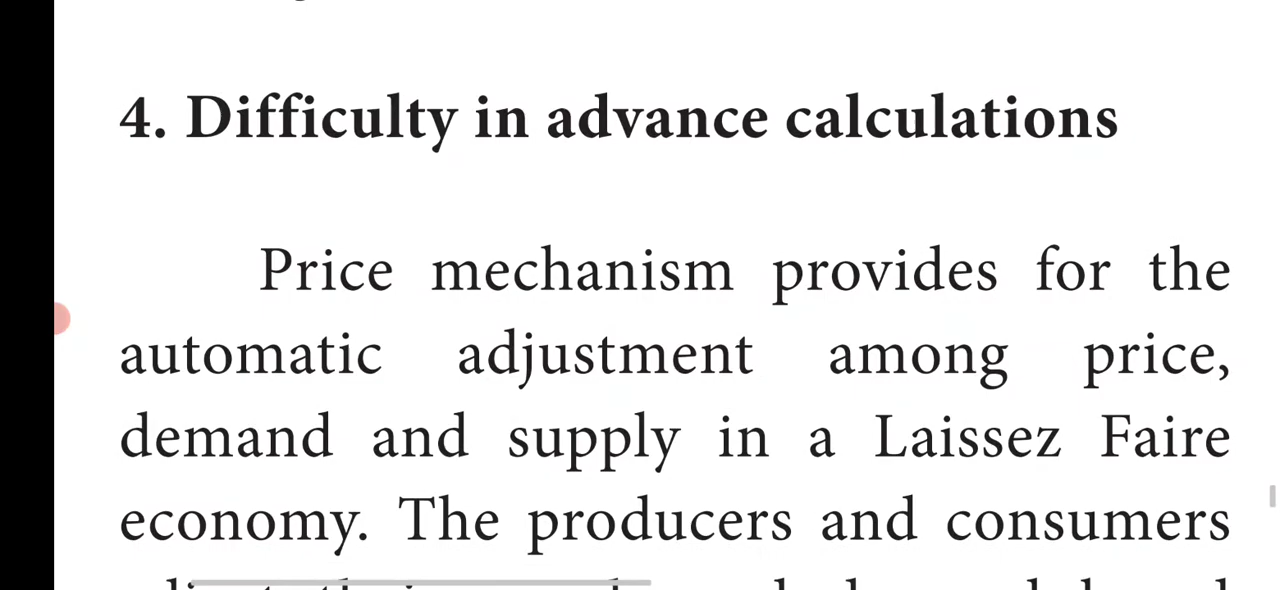 4. Difficulty in advance calculations
Price mechanism provides for the
automatic adjustment among price,
demand and supply in a Laissez Faire
economy. The producers and consumers